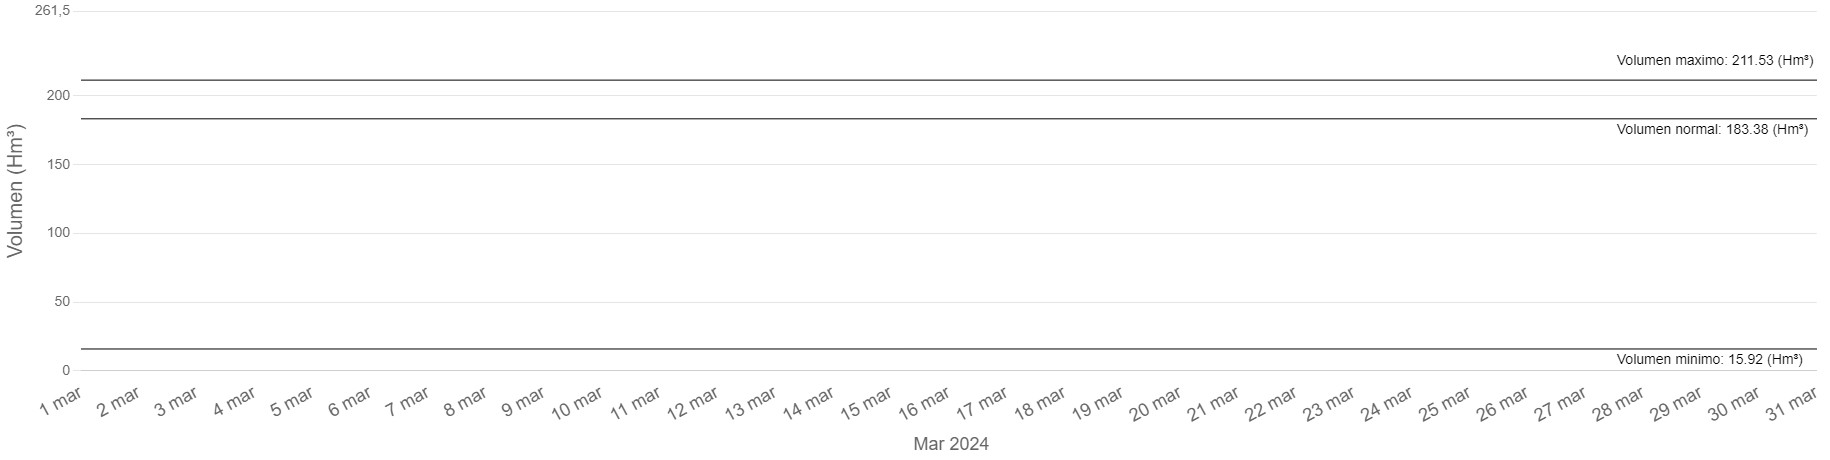 261,5
Volumen maximo: 211.53 (Hm³)
200
Volumen normal: 183.38 (Hm³)
150
Volumen (Hm³)
100
50
Volumen minimo: 15.92 (Hm³)
0
1 mar 2 mar 3 mar 4 mar 5 mar 6 mar 7 mar 8 mar 9 mar 10 mar 11 mar 12 mar 13 mar 14 mar 15 mar 16 mar 17 mar 18 mar 19 mar 20 mar 21 mar 22 mar 23 mar 24 mar 25 mar 26 mar 27 mar 28 mar 29 mar 30 mar 31 mar
Mar 2024